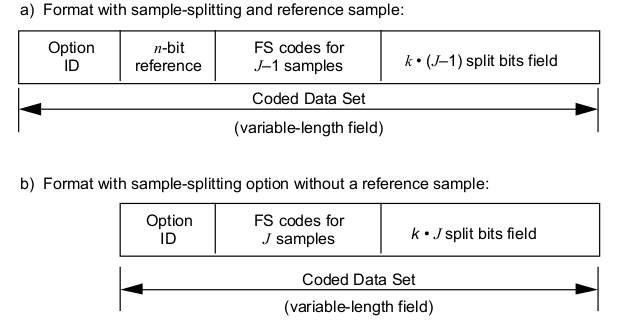 a) Format with sample-splitting and reference sample:
Option
ID
n-bit
reference
FS codes for
J–1 samples
k • (J–1) split bits field
Coded Data Set
(variable-length field)
b) Format with sample-splitting option without a reference sample:
Option
ID
FS codes for
J samples
k • J split bits field
Coded Data Set
(variable-length field)